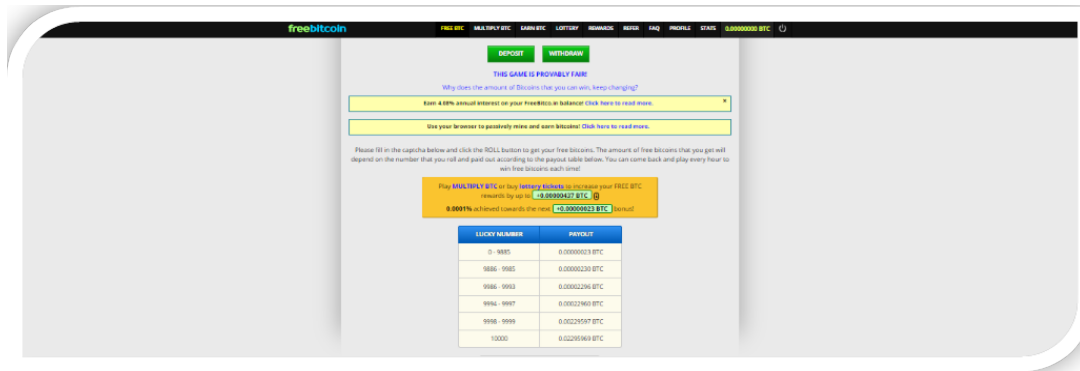 freebitcoin FREE BTC MULTIPLY BTC EARN BTC LOTTERY REWARDS REFER FAQ PROFILE STATS 0.00000000 BTC
DEPOSIT WITHDRAW
THIS GAME IS PROVABLY FAIR!
Why does the amount of Bitcoins that you can win, keep changing?
Earn 4.08% annual interest on your FreeBitco.in balance! Click here to read more. ×
Use your browser to passively mine and earn bitcoins! Click here to read more.
Please fill in the captcha below and click the ROLL button to get your free bitcoins. The amount of free bitcoins that you get will
depend on the number that you roll and paid out according to the payout table below. You can come back and play every hour to
win free bitcoins each time!
Play MULTIPLY BTC or buy lottery tickets to increase your FREE BTC
rewards by up to +0.00000437 BTC
0.0001% achieved towards the next +0.00000023 BTC bonus!
LUCKY NUMBER PAYOUT
0 - 9885 0.00000023 BTC
9886 - 9985 0.00000230 BTC
9986 - 9993 0.00002296 BTC
9994 - 9997 0.00022960 BTC
9998 - 9999 0.00229597 BTC
10000 0.02295969 BTC